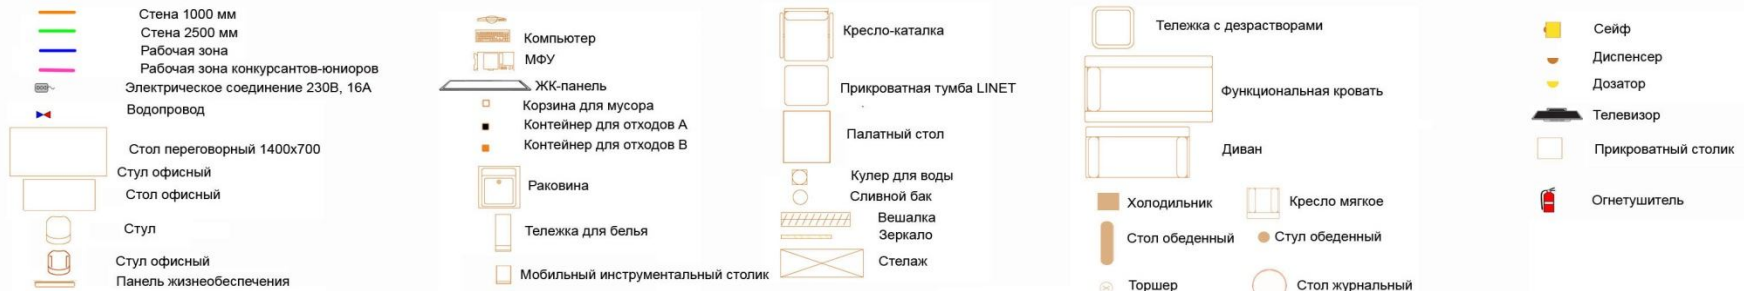 Стена 1000 мм
Стена 2500 мм
Рабочая зона
Рабочая зона конкурсантов-юниоров
Электрическое соединение 230В, 16А
Водопровод
Стол переговорный 1400х700
Стул офисный
Стол офисный
Стул
Стул офисный
Панель жизнеобеспечения
Компьютер
МФУ
ЖК-панель
Корзина для мусора
Контейнер для отходов А
Контейнер для отходов В
Раковина
Тележка для белья
Мобильный инструментальный столик
Кресло-каталка
Прикроватная тумба LINET
Палатный стол
Кулер для воды
Сливной бак
Вешалка
Зеркало
Стелаж
Тележка с дезрастворами
Функциональная кровать
Диван
Холодильник
Кресло мягкое
Стол обеденный
Стул обеденный
Торшер
Стол журнальный
Сейф
Диспенсер
Дозатор
Телевизор
Прикроватный столик
Огнетушитель